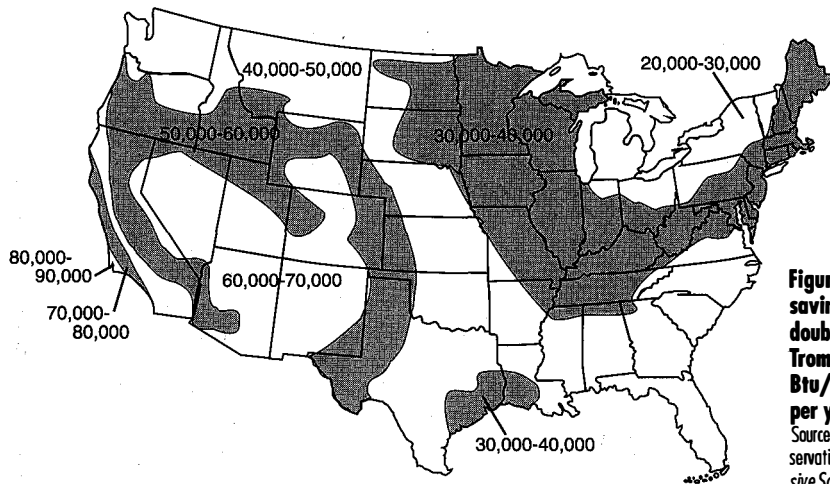 40,000-50,000
20,000-30,000
50,000-60,000
30,000-40,000
80,000-
90,000
60,000-70,000
70,000-
80,000
30,000-40,000
Figur
savin
doub
Trom
Btu/
per y
Source
servati
sive So